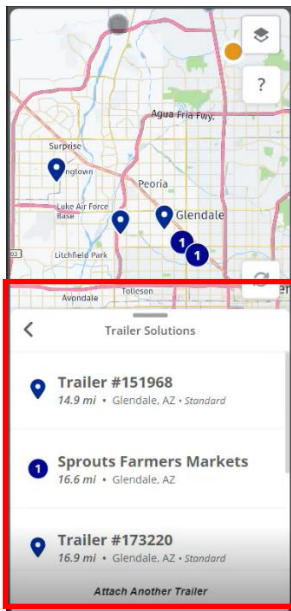 ?
Agua Fria Fwy.
Surprise
Peoria
Luke Air Force
Base
Glendale
1
1
Litchfield Park
Tolleson
Avondale
Trailer Solutions
Trailer #151968
14.9 mi • Glendale, AZ • Standard
1
Sprouts Farmers Markets
16.6 mi • Glendale, AZ
Trailer #173220
16.9 mi • Glendale, AZ • Standard
Attach Another Trailer